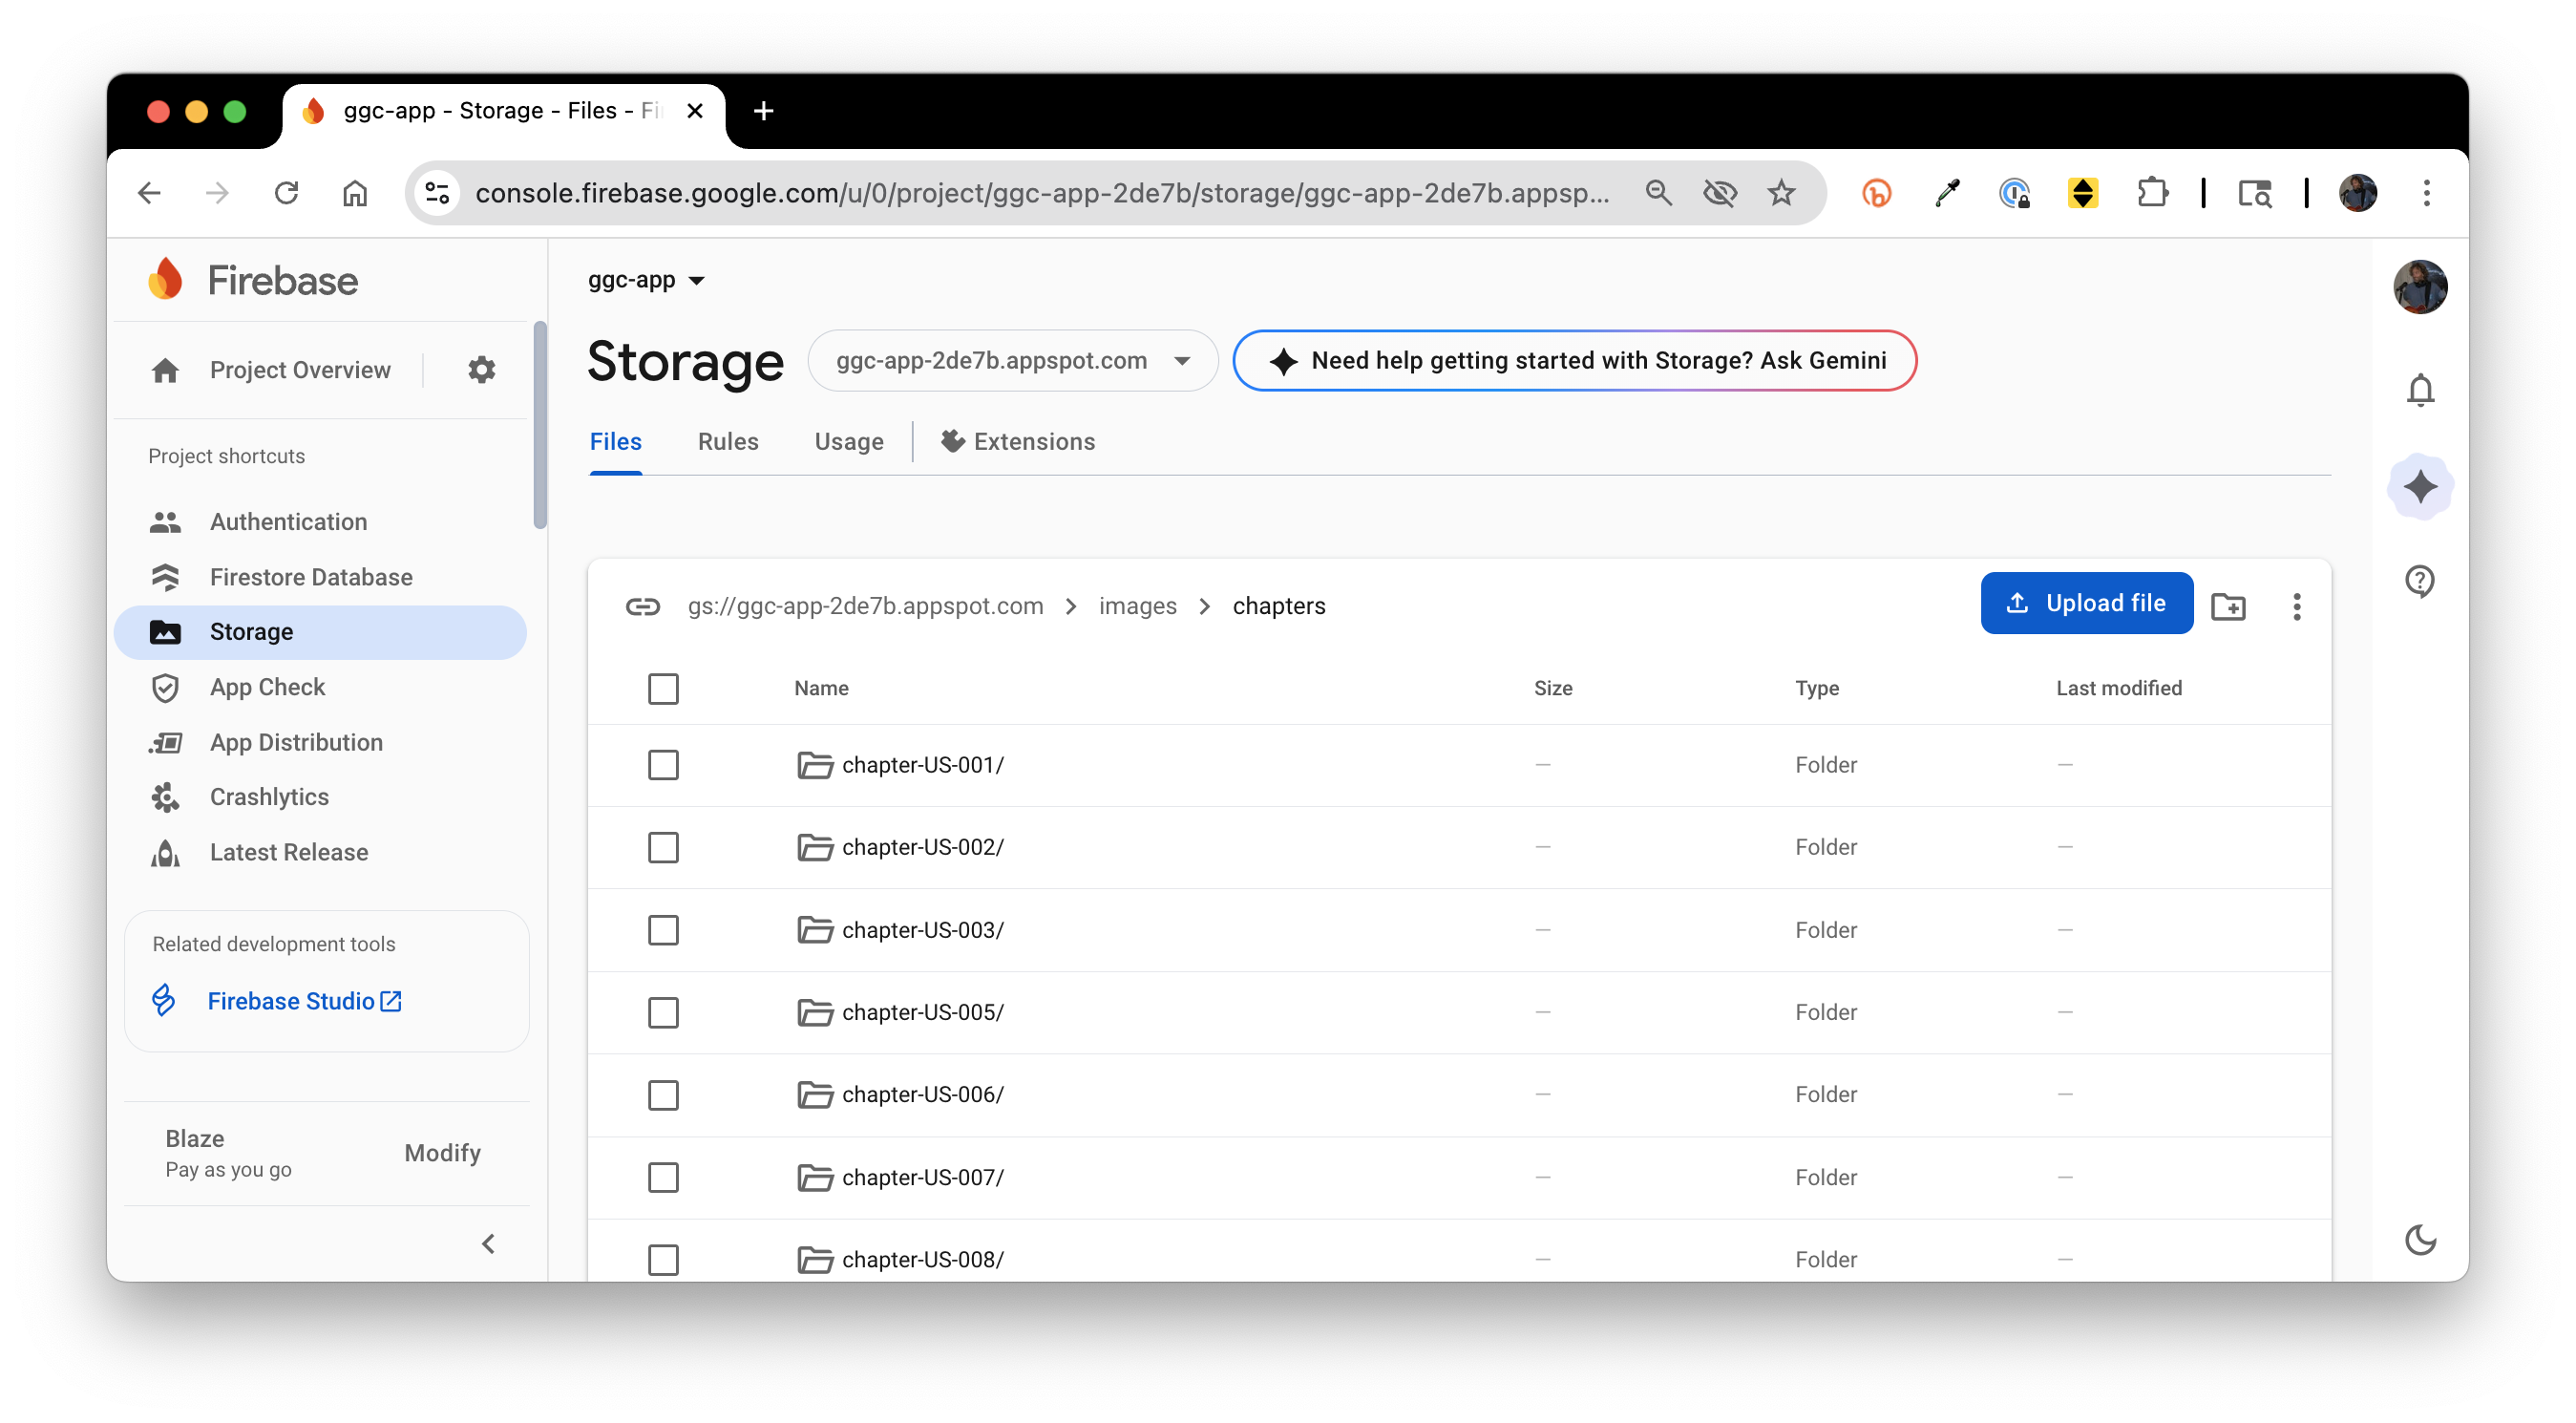 ggc-app - Storage - Files - Fi
console.firebase.google.com/u/0/project/ggc-app-2de7b/storage/ggc-app-2de7b.appsp...
Firebase
Project Overview
Project shortcuts
Authentication
Firestore Database
Storage
App Check
App Distribution
Crashlytics
Latest Release
Related development tools
Firebase Studio
Blaze
Pay as you go
Modify
ggc-app
Storage
ggc-app-2de7b.appspot.com
Need help getting started with Storage? Ask Gemini
Files Rules Usage Extensions
gs://ggc-app-2de7b.appspot.com > images > chapters
Upload file
Name Size Type Last modified
chapter-US-001/ — Folder —
chapter-US-002/ — Folder —
chapter-US-003/ — Folder —
chapter-US-005/ — Folder —
chapter-US-006/ — Folder —
chapter-US-007/ — Folder —
chapter-US-008/ — Folder —